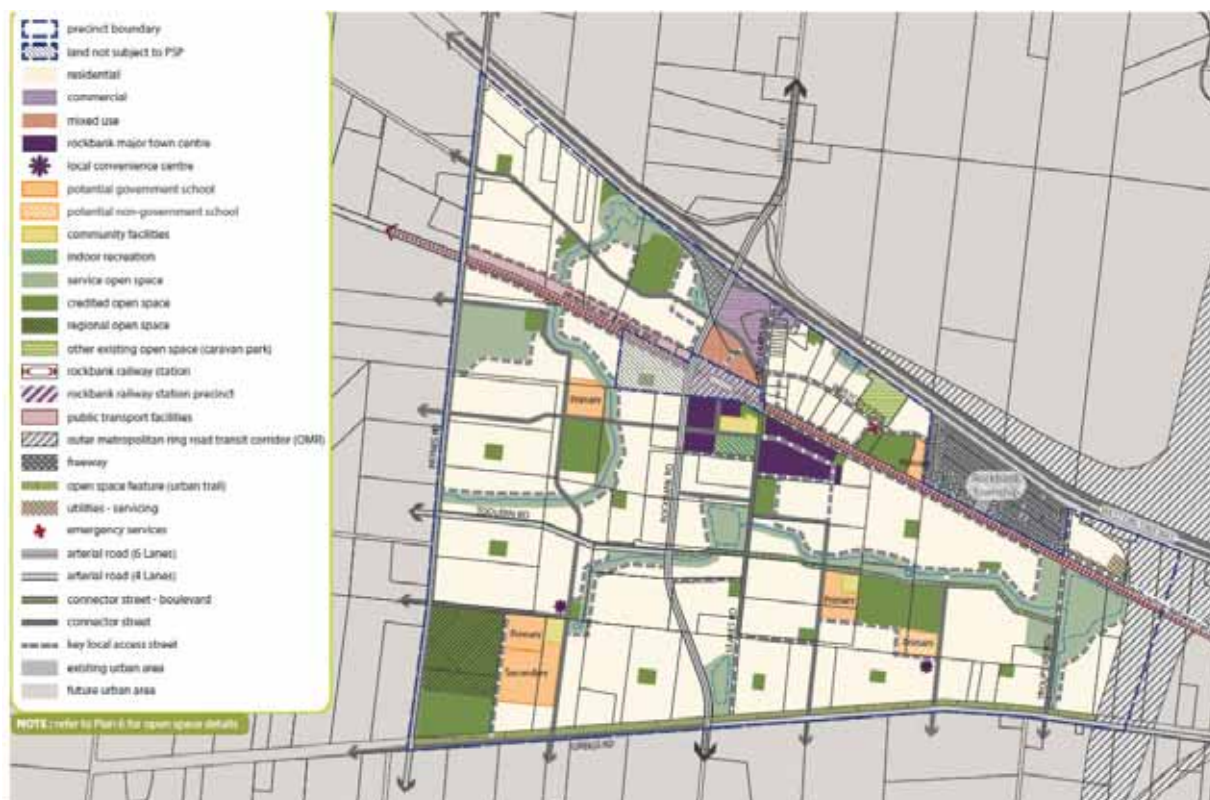 precinct boundary
land not subject to PSP
residential
commercial
mixed use
rockbank major town centre
local convenience centre
potential government school
potential non-government school
community facilities
indoor recreation
service open space
credited open space
regional open space
other existing open space (caravan park)
rockbank railway station
rockbank railway station precinct
public transport facilities
outer metropolitan ring road transit corridor (OMR)
freeway
open space feature (urban trail)
utilities - servicing
emergency services
arterial road (6 Lanes)
arterial road (4 Lanes)
connector street - boulevard
connector street
key local access street
existing urban area
future urban area
NOTE: refer to Plan 6 for open space details
Primary
Rockbank
Township
Primary
Primary
Primary
Secondary